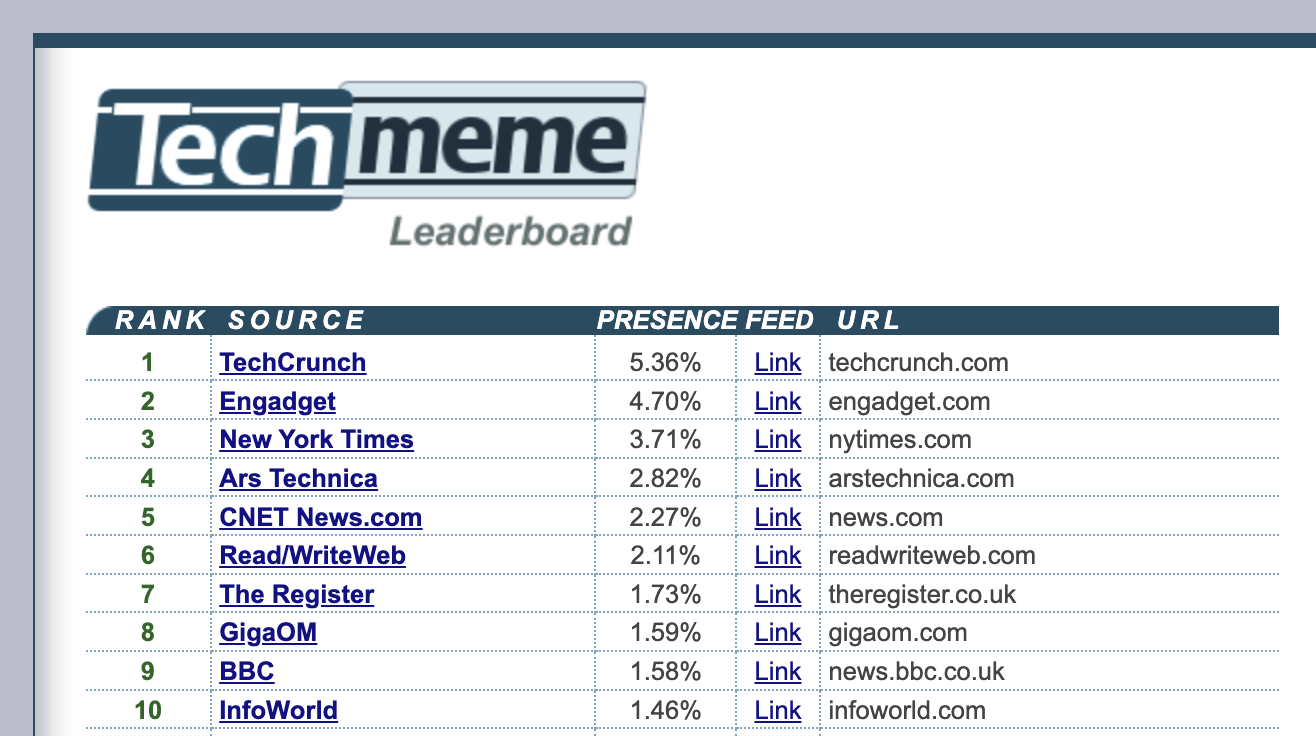 Techmeme
Leaderboard
RANK SOURCE PRESENCE FEED URL
1 TechCrunch 5.36% Link techcrunch.com
2 Engadget 4.70% Link engadget.com
3 New York Times 3.71% Link nytimes.com
4 Ars Technica 2.82% Link arstechnica.com
5 CNET News.com 2.27% Link news.com
6 Read/WriteWeb 2.11% Link readwriteweb.com
7 The Register 1.73% Link theregister.co.uk
8 GigaOM 1.59% Link gigaom.com
9 BBC 1.58% Link news.bbc.co.uk
10 InfoWorld 1.46% Link infoworld.com